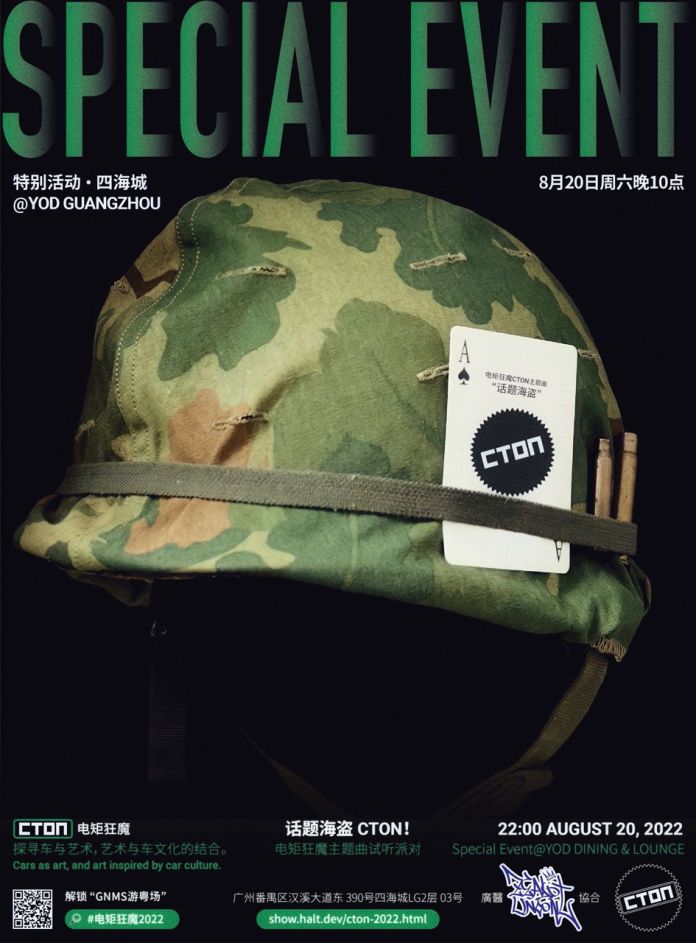 SPECIAL EVENT
特别活动·四海城
@YOD GUANGZHOU
8月20日周六晚10点
A
电矩狂魔CTON主题曲
“话题海盗”
CTON
A
CTON 电矩狂魔
探寻车与艺术，艺术与车文化的结合。
Cars as art, and art inspired by car culture.
话题海盗 CTON!
电矩狂魔主题曲试听派对
22:00 AUGUST 20, 2022
Special Event@YOD DINING & LOUNGE
解锁 “GNMS游粤场”
#电矩狂魔2022
广州番禺区汉溪大道东 390号四海城LG2层 03号
show.halt.dev/cton-2022.html
廣醫
協合
CTON